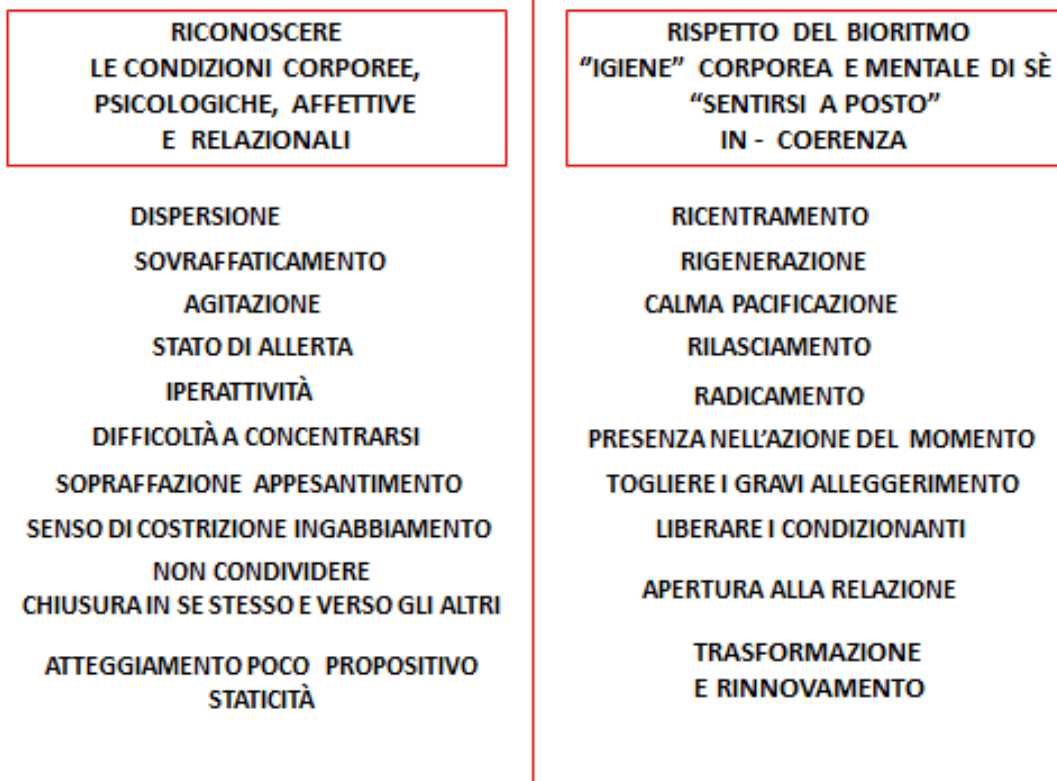 RICONOSCERE
LE CONDIZIONI CORPOREE,
PSICOLOGICHE, AFFETTIVE
E RELAZIONALI
DISPERSIONE
SOVRAFFATICAMENTO
AGITAZIONE
STATO DI ALLERTA
IPERATTIVITÀ
DIFFICOLTÀ A CONCENTRARSI
SOPRAFFAZIONE APPESANTIMENTO
SENSO DI COSTRIZIONE INGABBIAMENTO
NON CONDIVIDERE
CHIUSURA IN SE STESSO E VERSO GLI ALTRI
ATTEGGIAMENTO POCO PROPOSITIVO
STATICITÀ
RISPETTO DEL BIORITMO
“IGIENE” CORPOREA E MENTALE DI SÈ
“SENTIRSI A POSTO”
IN - COERENZA
RICENTRAMENTO
RIGENERAZIONE
CALMA PACIFICAZIONE
RILASCIAMENTO
RADICAMENTO
PRESENZA NELL’AZIONE DEL MOMENTO
TOGLIERE I GRAVI ALLEGGERIMENTO
LIBERARE I CONDIZIONANTI
APERTURA ALLA RELAZIONE
TRASFORMAZIONE
E RINNOVAMENTO